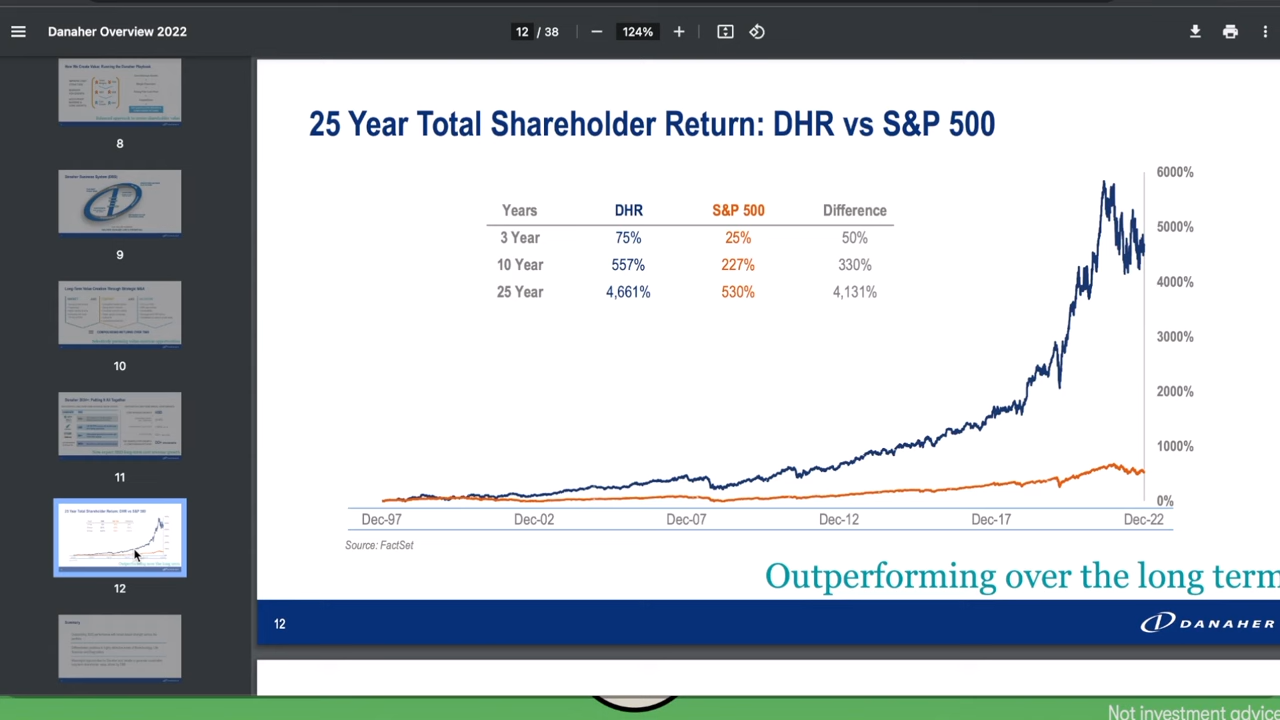 Danaher Overview 2022
12 / 38
124%
8
9
10
11
12
25 Year Total Shareholder Return: DHR vs S&P 500
Years DHR S&P 500 Difference
3 Year 75% 25% 50%
10 Year 557% 227% 330%
25 Year 4,661% 530% 4,131%
6000%
5000%
4000%
3000%
2000%
1000%
0%
Dec-97 Dec-02 Dec-07 Dec-12 Dec-17 Dec-22
Source: FactSet
Outperforming over the long term
12
DANAHER
Not investment advice